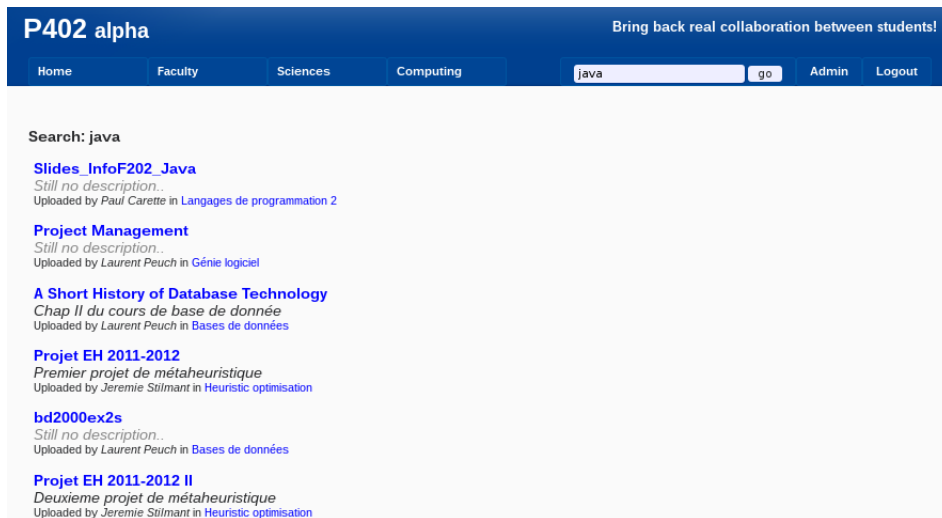 P402 alpha
Bring back real collaboration between students!
Home Faculty Sciences Computing java go Admin Logout
Search: java
Slides_InfoF202_Java
Still no description..
Uploaded by Paul Carette in Langages de programmation 2
Project Management
Still no description..
Uploaded by Laurent Peuch in Génie logiciel
A Short History of Database Technology
Chap II du cours de base de donnée
Uploaded by Laurent Peuch in Bases de données
Projet EH 2011-2012
Premier projet de métaheuristique
Uploaded by Jeremie Stilmant in Heuristic optimisation
bd2000ex2s
Still no description..
Uploaded by Laurent Peuch in Bases de données
Projet EH 2011-2012 II
Deuxieme projet de métaheuristique
Uploaded by Jeremie Stilmant in Heuristic optimisation